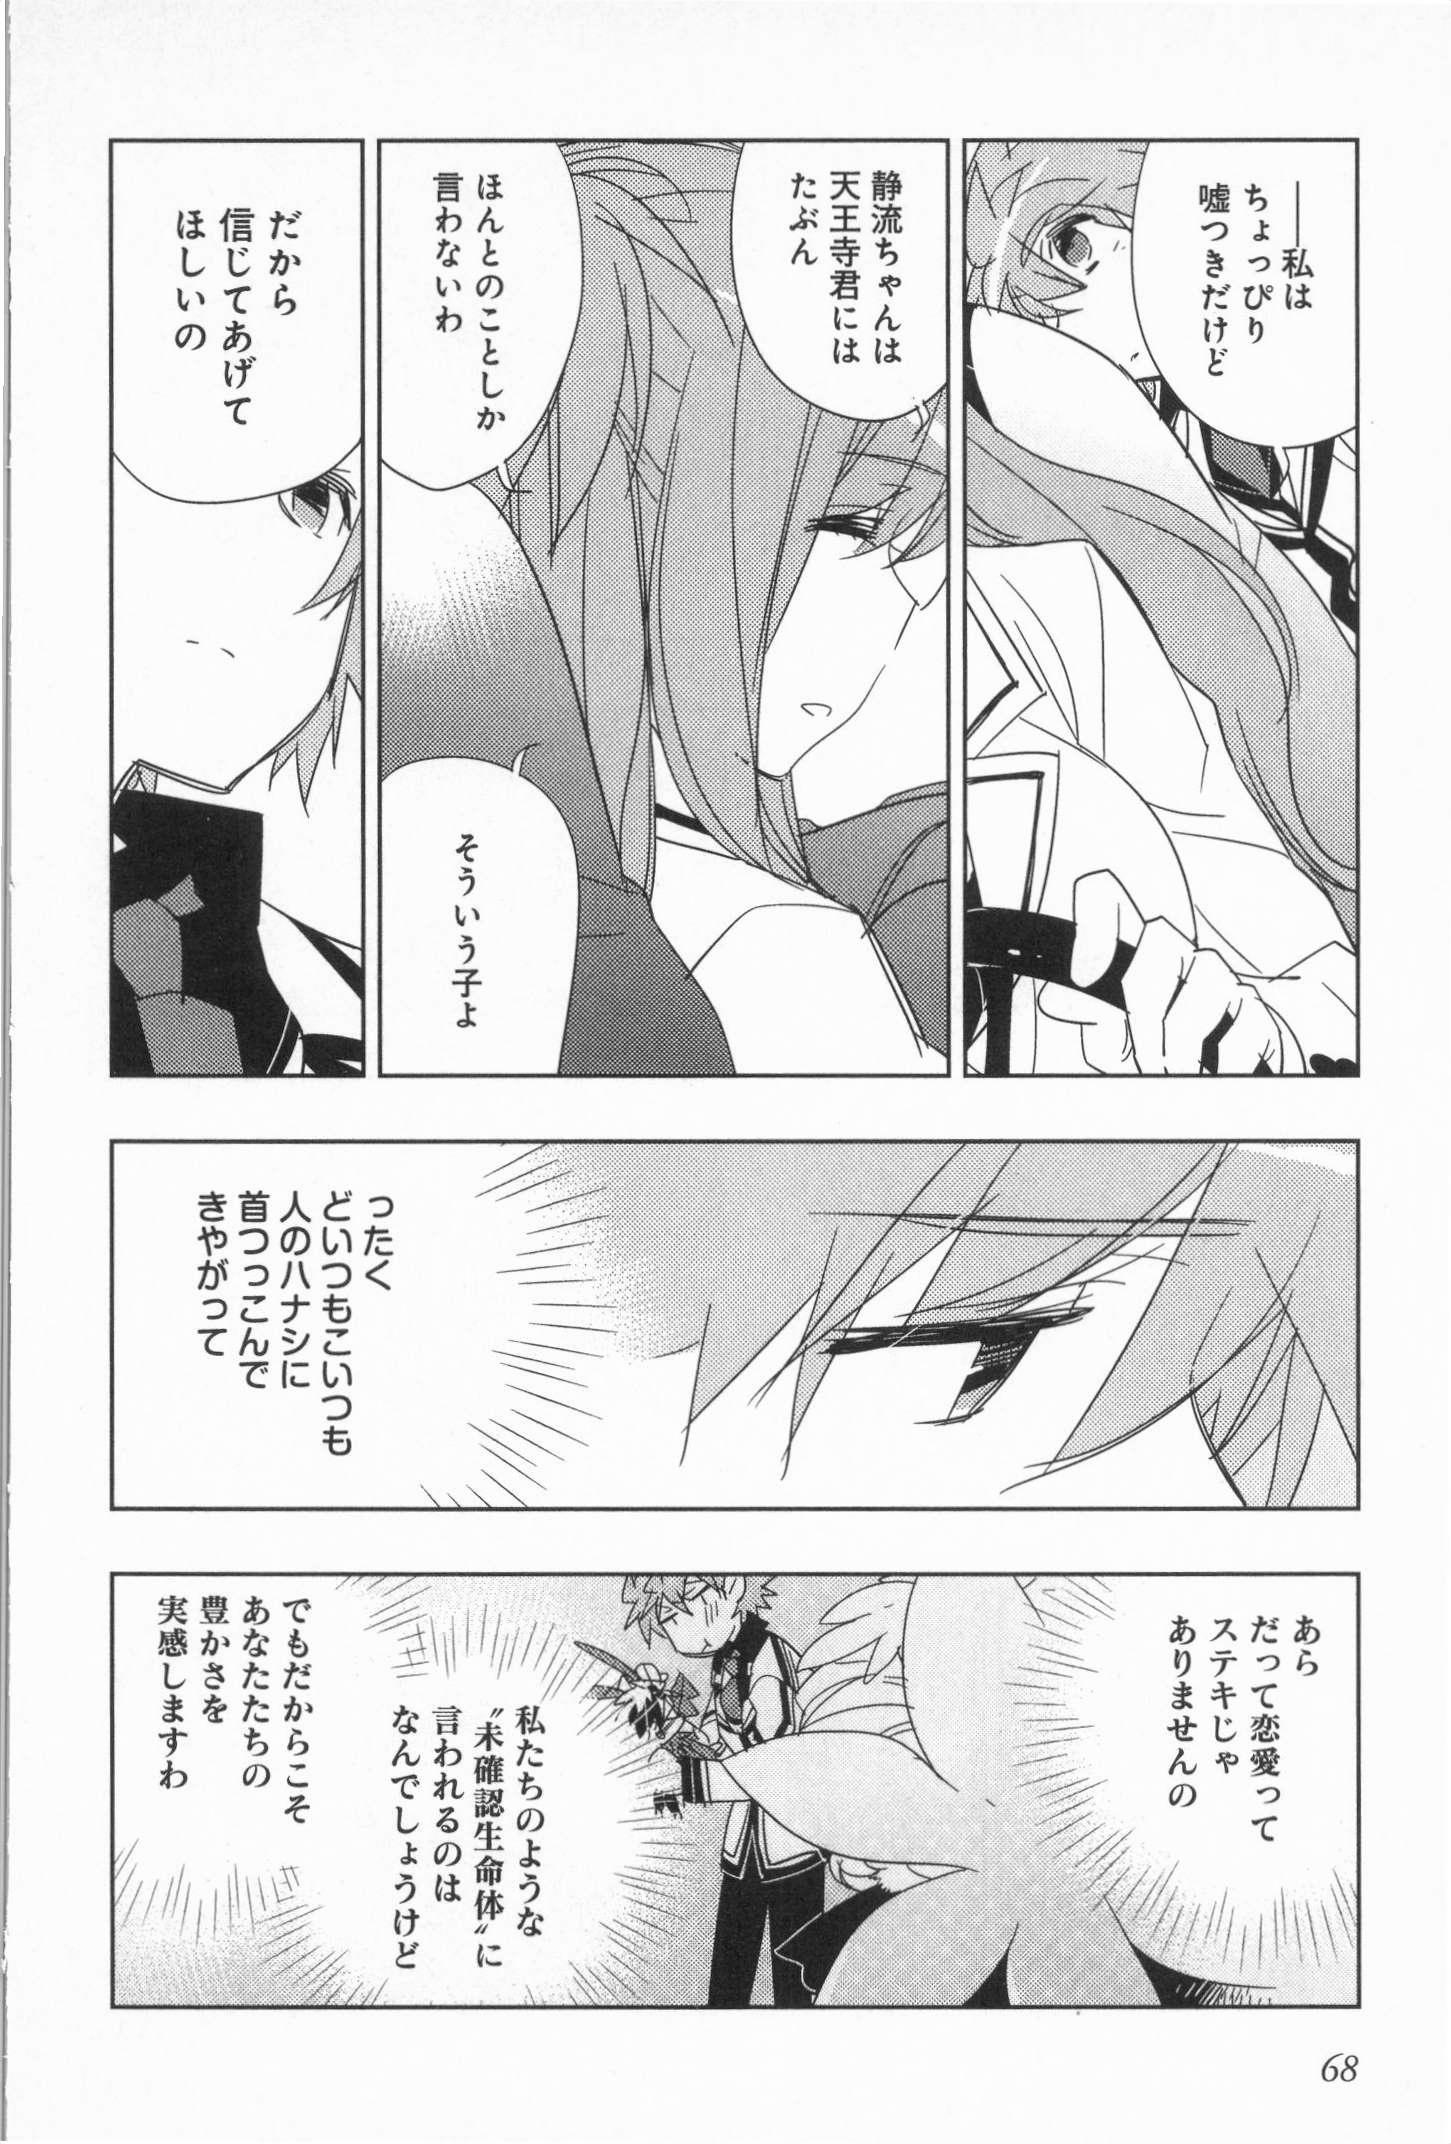 ――私は
ちょっぴり
嘘つきだけど
静流ちゃんは
天王寺君には
たぶん
ほんとのことしか
言わないわ
そういう子よ
だから
信じてあげて
ほしいの
ったく
どいつもこいつも
人のハナシに
首つっこんで
きやがって
あら
だって恋愛って
ステキじゃ
ありませんの
私たちのような
〝未確認生命体〟に
言われるのは
なんでしょうけど
でもだからこそ
あなたたちの
豊かさを
実感しますわ
68